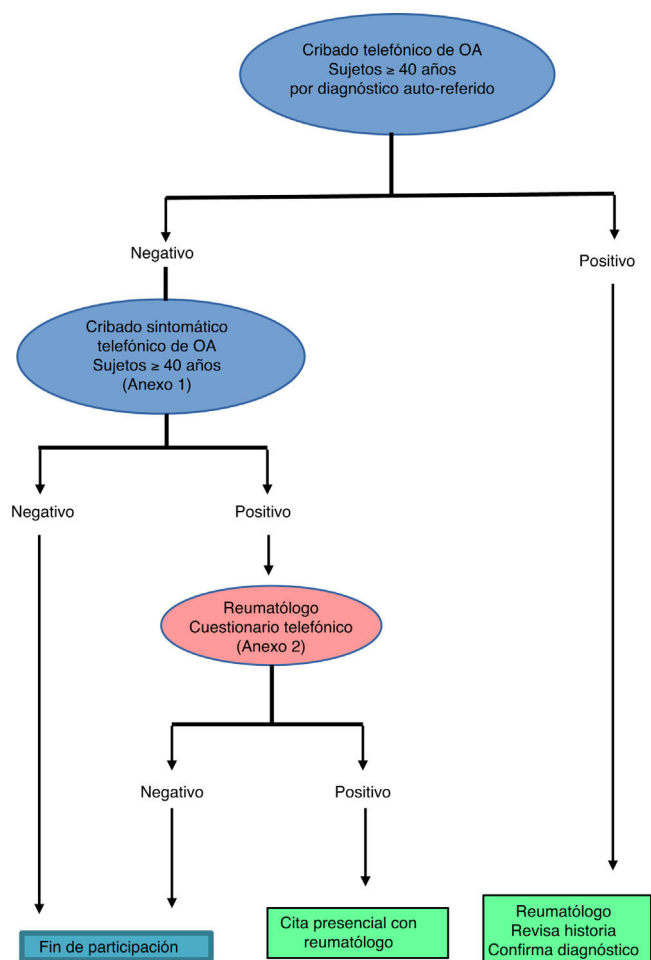 Cribado telefónico de OA
Sujetos ≥ 40 años
por diagnóstico auto-referido
Negativo
Positivo
Cribado sintomático
telefónico de OA
Sujetos ≥ 40 años
(Anexo 1)
Negativo
Positivo
Reumatólogo
Cuestionario telefónico
(Anexo 2)
Negativo
Positivo
Fin de participación
Cita presencial con
reumatólogo
Reumatólogo
Revisa historia
Confirma diagnóstico